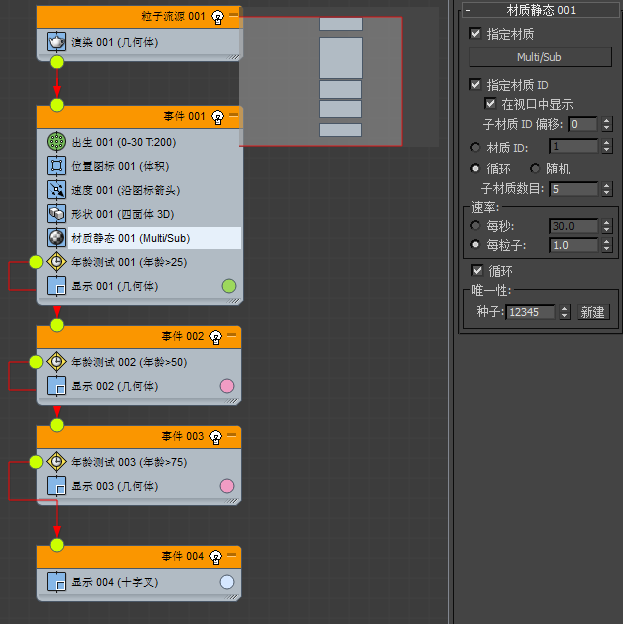 粒子流源 001
渲染 001 (几何体)
事件 001
出生 001 (0-30 T:200)
位置图标 001 (体积)
速度 001 (沿图标箭头)
形状 001 (四面体 3D)
材质静态 001 (Multi/Sub)
年龄测试 001 (年龄>25)
显示 001 (几何体)
事件 002
年龄测试 002 (年龄>50)
显示 002 (几何体)
事件 003
年龄测试 003 (年龄>75)
显示 003 (几何体)
事件 004
显示 004 (十字叉)
- 材质静态 001
指定材质
Multi/Sub
指定材质 ID
在视口中显示
子材质 ID 偏移: 0
材质 ID: 1
循环 随机
子材质数目: 5
速率:
每秒: 30.0
每粒子: 1.0
循环
唯一性:
种子: 12345 新建